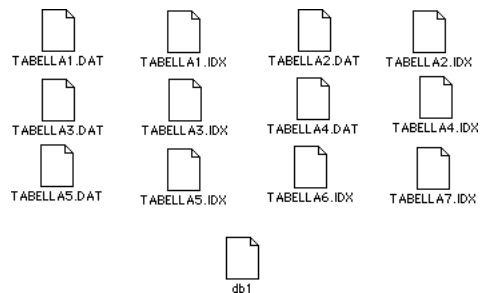 TABELLA1.DAT TABELLA1.IDX TABELLA2.DAT TABELLA2.IDX
TABELLA3.DAT TABELLA3.IDX TABELLA4.DAT TABELLA4.IDX
TABELLA5.DAT TABELLA5.IDX TABELLA6.IDX TABELLA7.IDX
db1